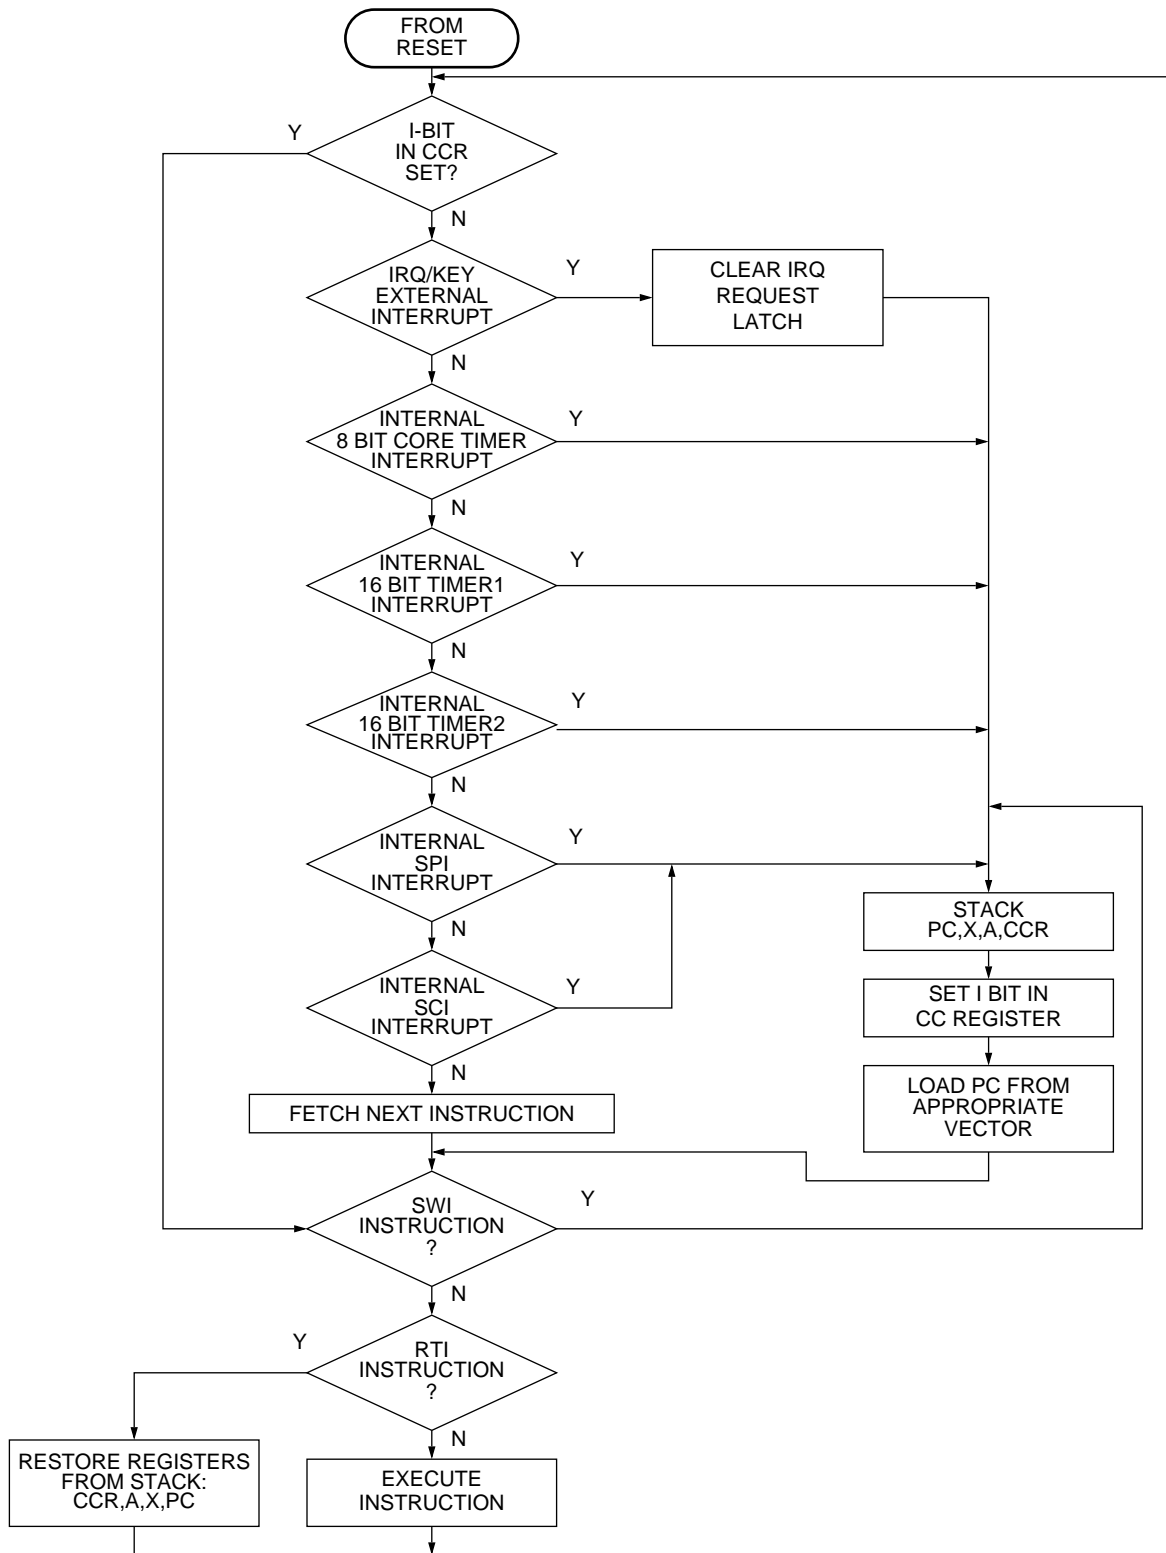 FROM
RESET
Y
I-BIT
IN CCR
SET?
N
IRQ/KEY
EXTERNAL
INTERRUPT
Y
CLEAR IRQ
REQUEST
LATCH
N
INTERNAL
8 BIT CORE TIMER
INTERRUPT
Y
N
INTERNAL
16 BIT TIMER1
INTERRUPT
Y
N
INTERNAL
16 BIT TIMER2
INTERRUPT
Y
N
INTERNAL
SPI
INTERRUPT
Y
N
STACK
PC,X,A,CCR
INTERNAL
SCI
INTERRUPT
Y
SET I BIT IN
CC REGISTER
N
LOAD PC FROM
APPROPRIATE
VECTOR
FETCH NEXT INSTRUCTION
SWI
INSTRUCTION
?
Y
N
Y
RTI
INSTRUCTION
?
N
RESTORE REGISTERS
FROM STACK:
CCR,A,X,PC
EXECUTE
INSTRUCTION